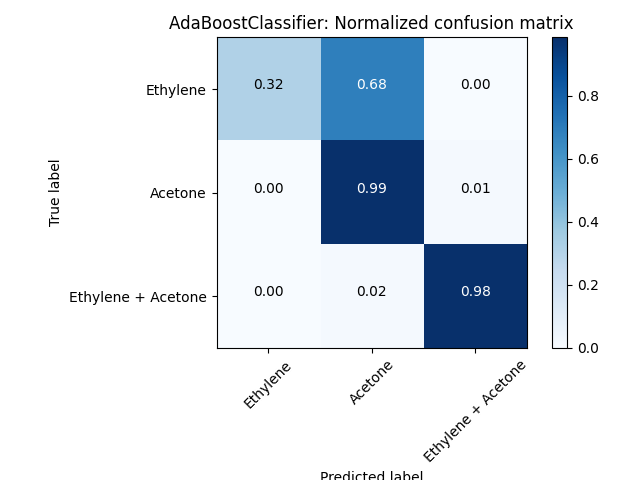 AdaBoostClassifier: Normalized confusion matrix
Ethylene
0.32 0.68 0.00
0.8
Acetone
0.00 0.99 0.01
0.6
True label
0.4
Ethylene + Acetone
0.00 0.02 0.98
0.2
0.0
Ethylene
Acetone
Ethylene + Acetone
Predicted label